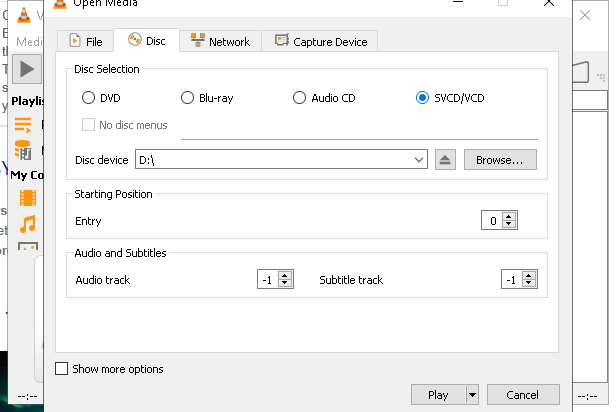 Open Media
Media
File
Disc
Network
Capture Device
Disc Selection
DVD
Blu-ray
Audio CD
SVCD/VCD
No disc menus
Playlis
Disc device
D:\
Browse...
My Co
Starting Position
Entry
0
Audio and Subtitles
Audio track
-1
Subtitle track
-1
Show more options
Play
Cancel
--:--
--:--